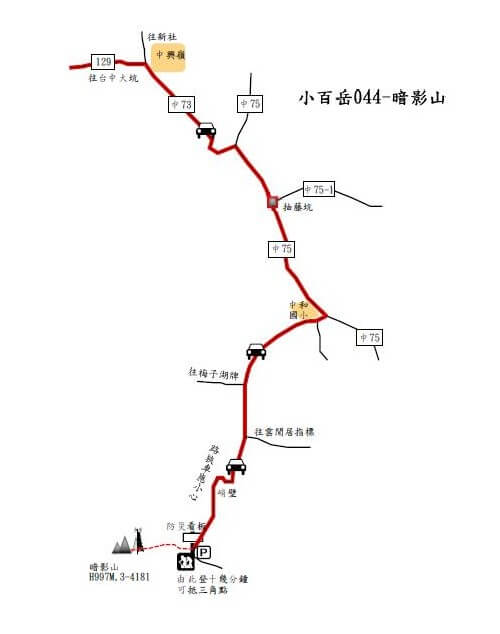 往新社
中興嶺
129
往台中大坑
中73
中75
小百岳044-暗影山
中75-1
抽藤坑
中75
中和
國小
中75
往梅子湖牌
往雲閒居指標
路狹車應小心
峭壁
防災看板
P
暗影山
H997M,3-4181
由此登十幾分鐘
可抵三角點